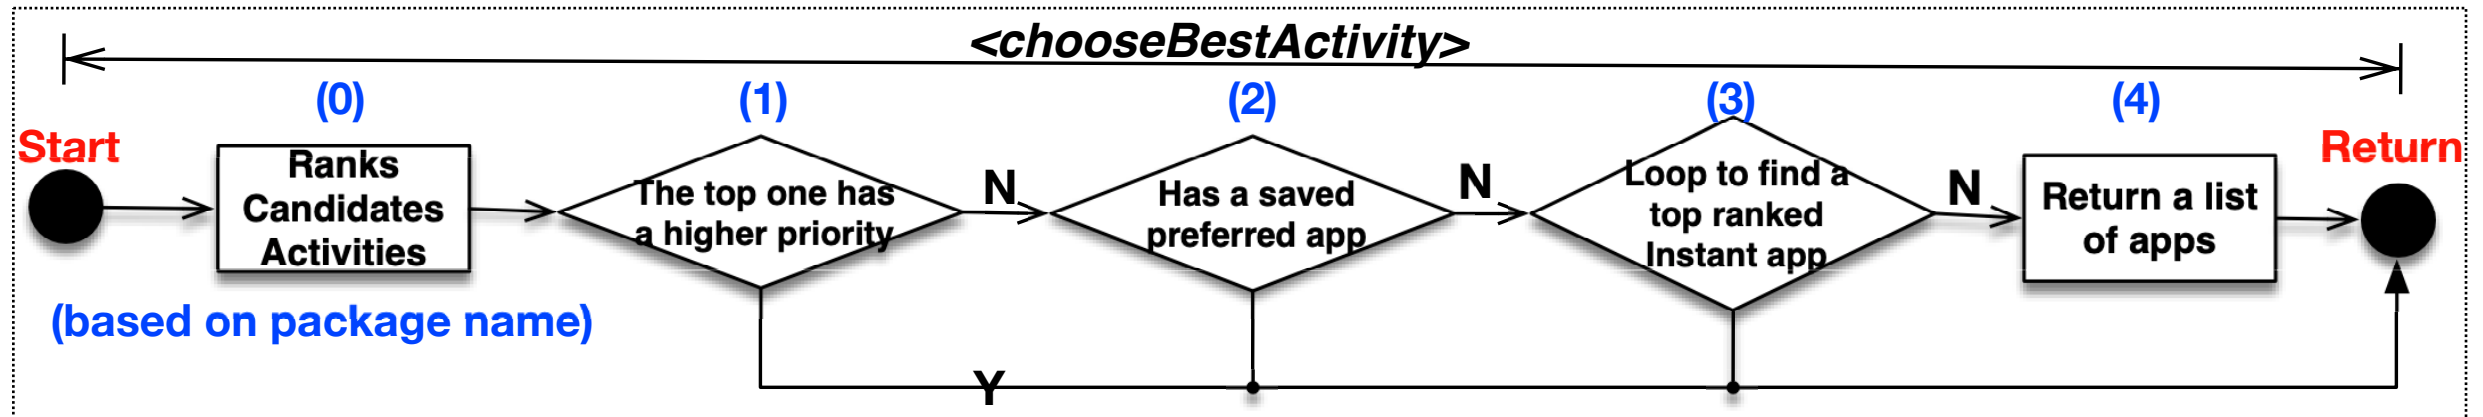 <chooseBestActivity>
(0)
(1)
(2)
(3)
(4)
Start
Return
Ranks
Candidates
Activities
The top one has
a higher priority
N
Has a saved
preferred app
N
Loop to find a
top ranked
Instant app
N
Return a list
of apps
(based on package name)
Y